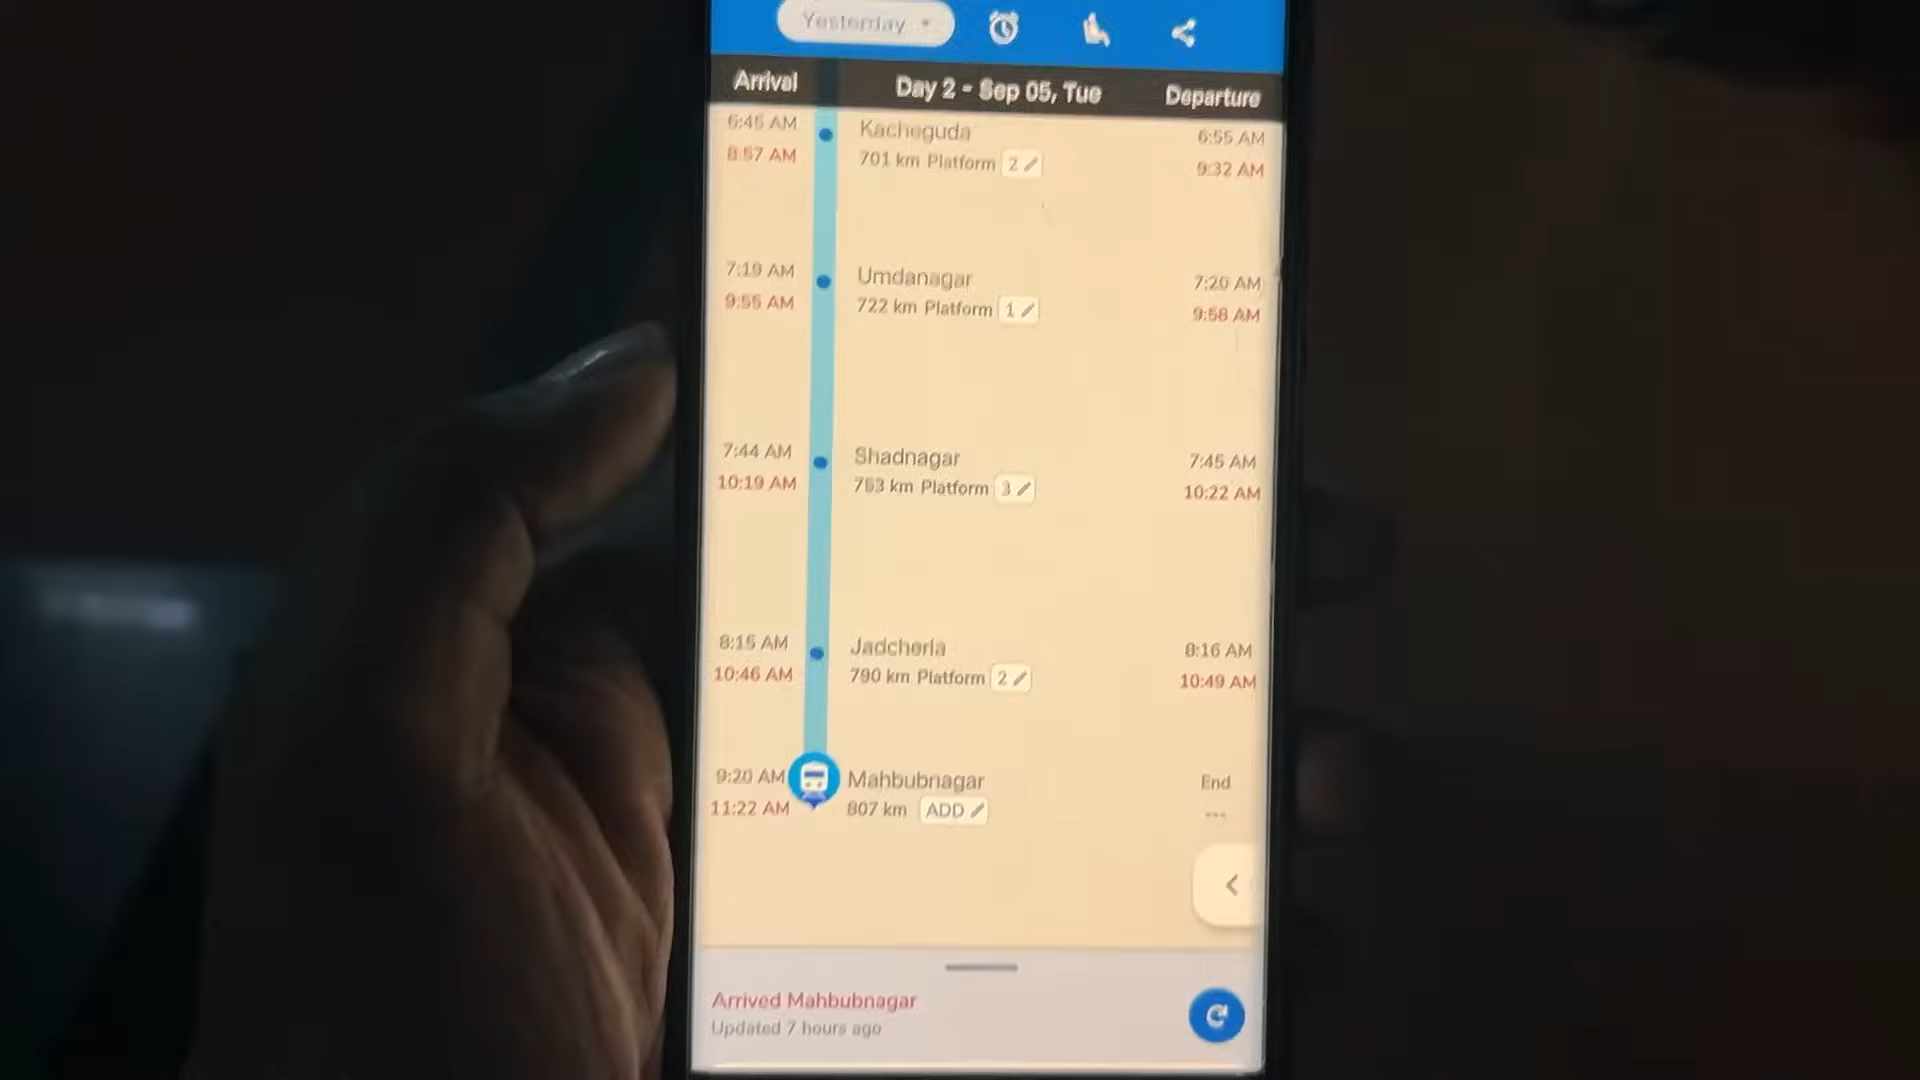 Yesterday
Arrival Day 2 - Sep 05, Tue Departure
6:45 AM Kacheguda 6:55 AM
8:57 AM 701 km Platform 2 9:32 AM
7:19 AM Umdanagar 7:20 AM
9:55 AM 722 km Platform 1 9:58 AM
7:44 AM Shadnagar 7:45 AM
10:19 AM 753 km Platform 3 10:22 AM
8:15 AM Jadcherla 8:16 AM
10:46 AM 790 km Platform 2 10:49 AM
9:20 AM Mahbubnagar End
11:22 AM 807 km ADD ---
Arrived Mahbubnagar
Updated 7 hours ago